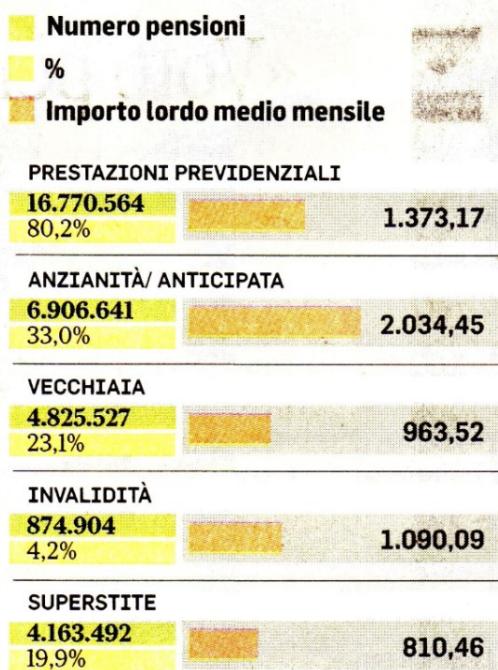 Numero pensioni
%
Importo lordo medio mensile
PRESTAZIONI PREVIDENZIALI
16.770.564
80,2%
1.373,17
ANZIANITÀ/ ANTICIPATA
6.906.641
33,0%
2.034,45
VECCHIAIA
4.825.527
23,1%
963,52
INVALIDITÀ
874.904
4,2%
1.090,09
SUPERSTITE
4.163.492
19,9%
810,46